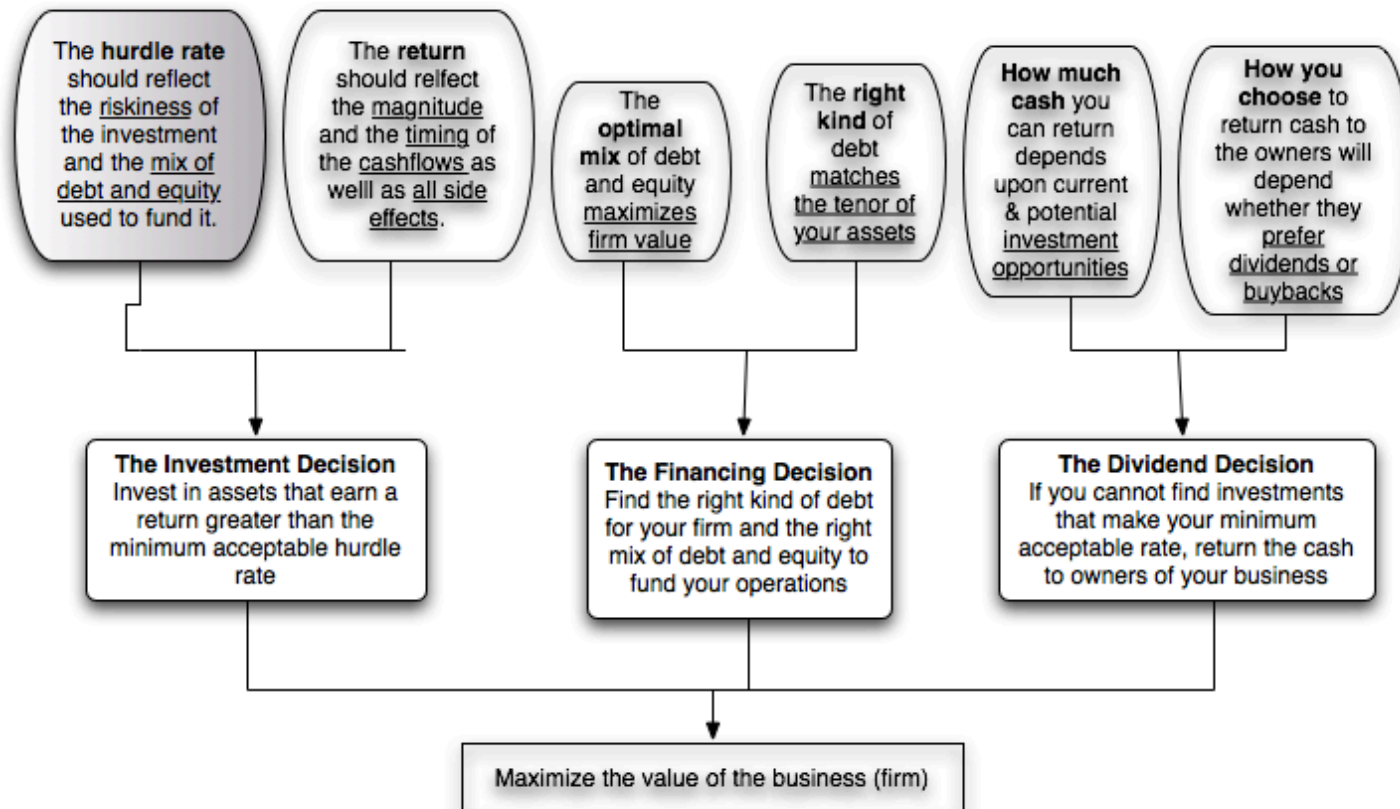 The hurdle rate
should reflect
the riskiness of
the investment
and the mix of
debt and equity
used to fund it.
The return
should relfect
the magnitude
and the timing of
the cashflows as
welll as all side
effects.
The
optimal
mix of debt
and equity
maximizes
firm value
The right
kind of
debt
matches
the tenor of
your assets
How much
cash you
can return
depends
upon current
& potential
investment
opportunities
How you
choose to
return cash to
the owners will
depend
whether they
prefer
dividends or
buybacks
The Investment Decision
Invest in assets that earn a
return greater than the
minimum acceptable hurdle
rate
The Financing Decision
Find the right kind of debt
for your firm and the right
mix of debt and equity to
fund your operations
The Dividend Decision
If you cannot find investments
that make your minimum
acceptable rate, return the cash
to owners of your business
Maximize the value of the business (firm)